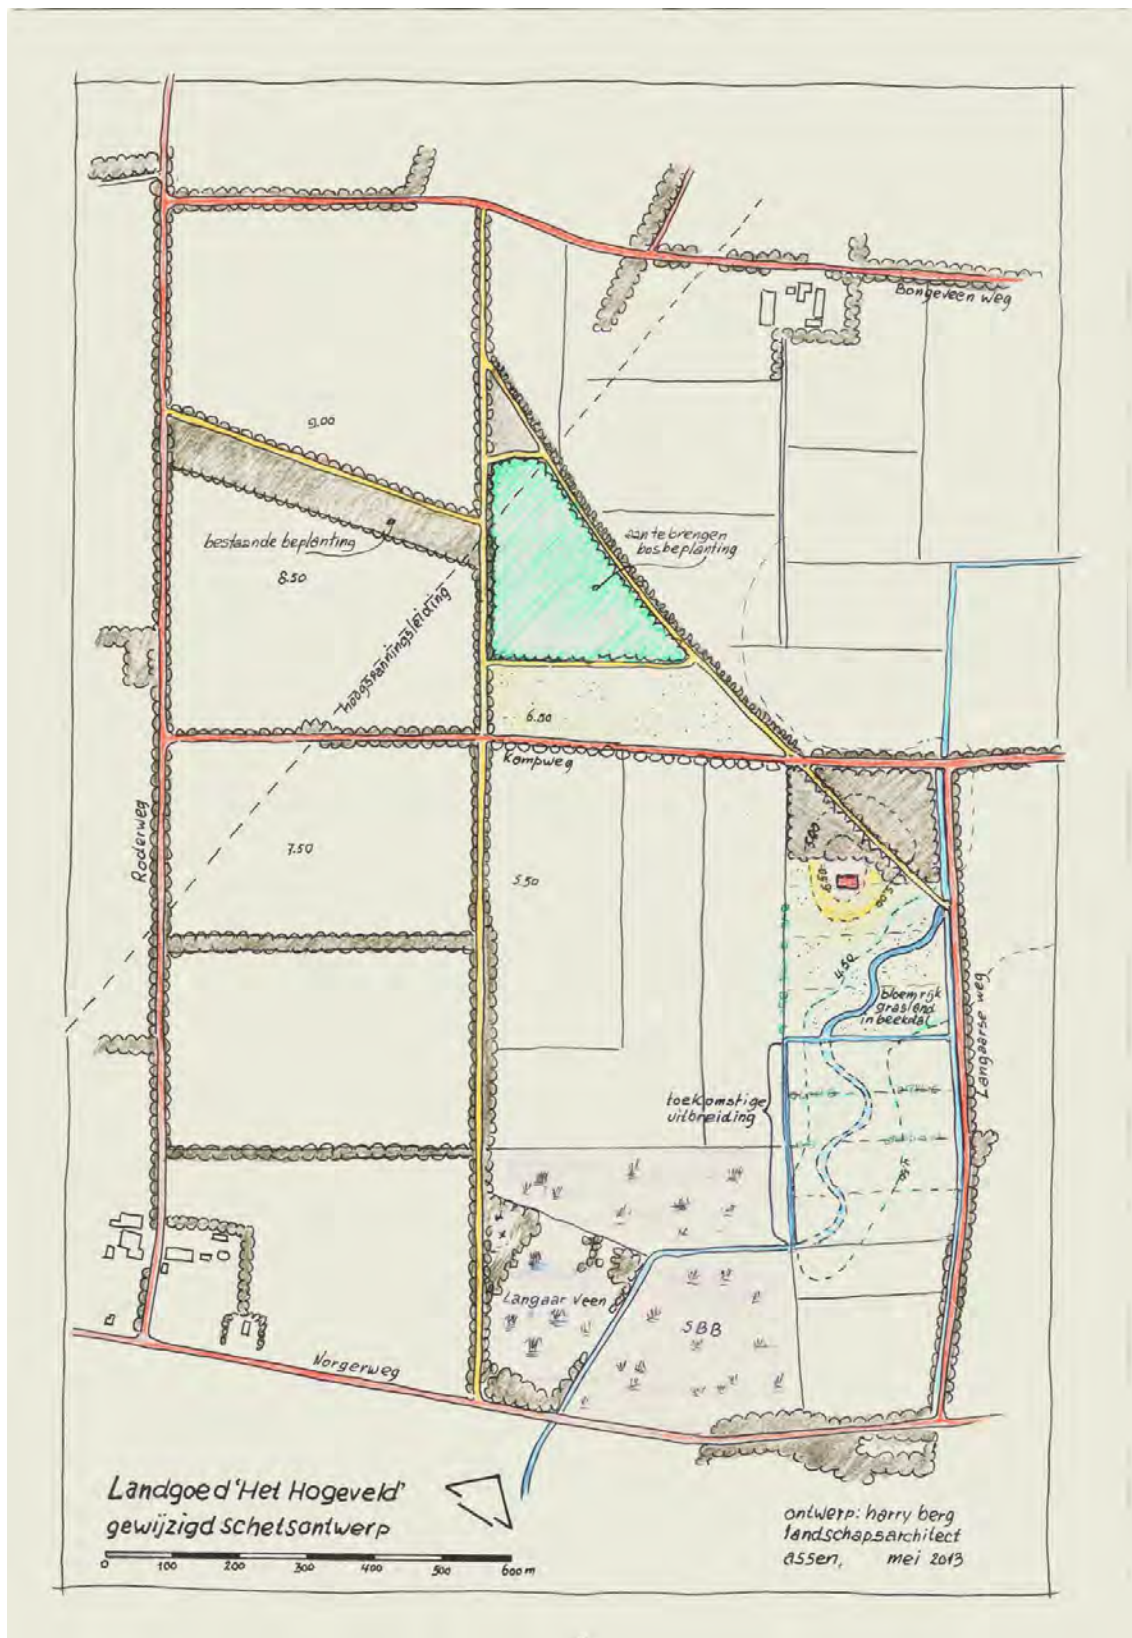 Bongeveen weg
9.00
bestaande beplanting
8.50
aan te brengen
bosbeplanting
hoogspanningsleiding
6.50
Kampweg
Roderweg
7.50
5.50
5.00
6.50
5.00
4.50
bloemrijk
grasland
in beekdal
Langaarse weg
toekomstige
uitbreiding
4.50
Langaar Veen
SBB
Norgerweg
Landgoed 'Het Hogeveld'
gewijzigd schetsontwerp
0 100 200 300 400 500 600 m
ontwerp: harry berg
landschapsarchitect
assen, mei 2013